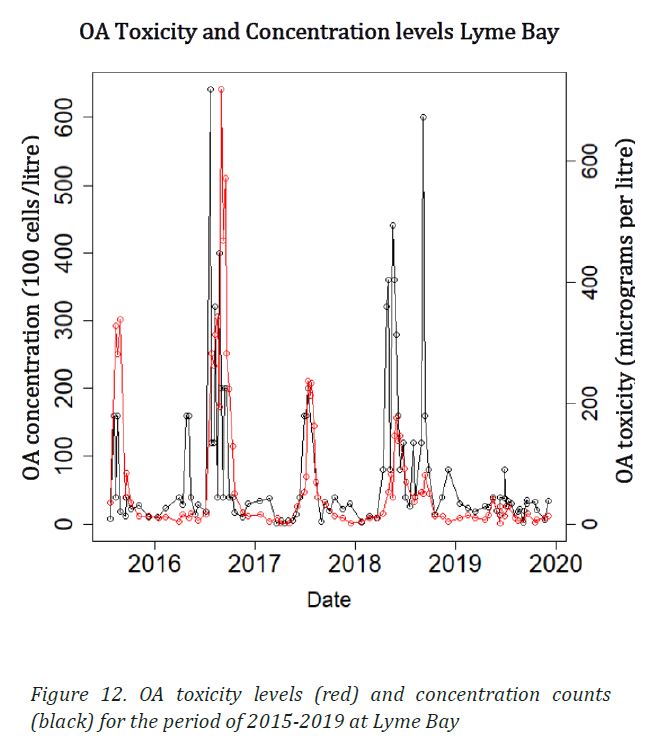 OA Toxicity and Concentration levels Lyme Bay
OA concentration (100 cells/litre)
600
500
400
300
200
100
0
600
400
200
0
OA toxicity (micrograms per litre)
2016 2017 2018 2019 2020
Date
Figure 12. OA toxicity levels (red) and concentration counts
(black) for the period of 2015-2019 at Lyme Bay